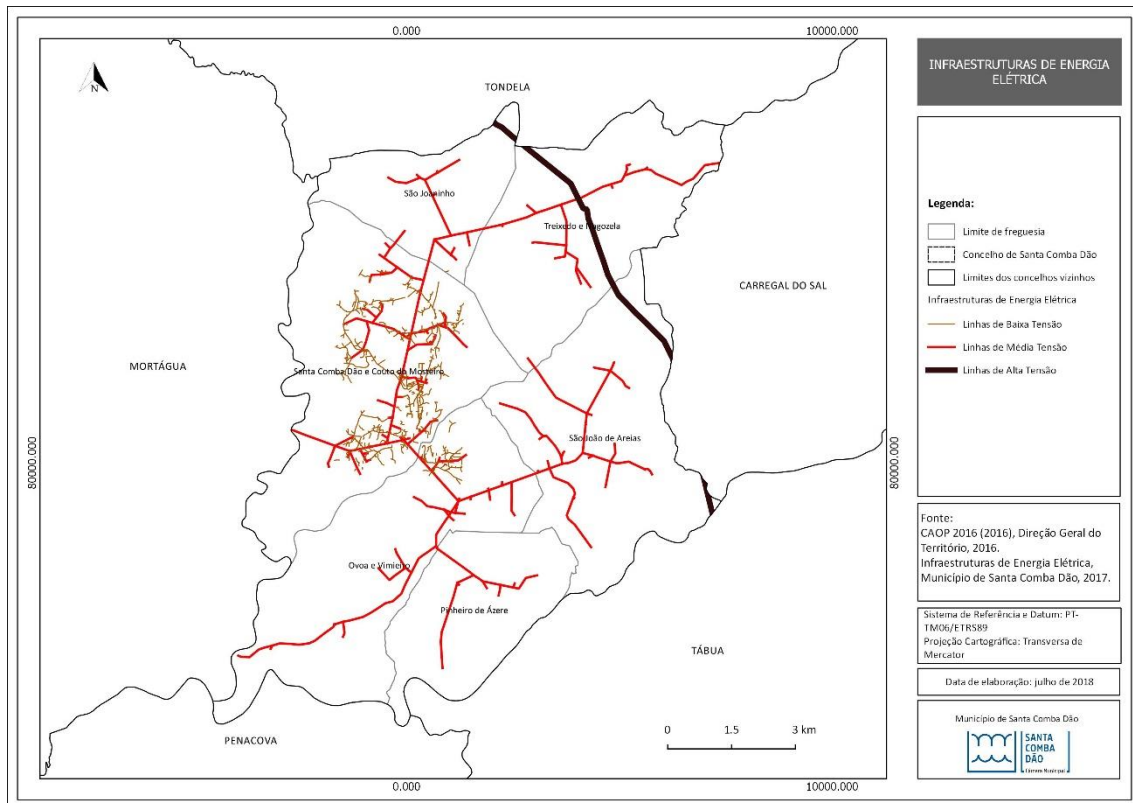 0.000
10000.000
INFRAESTRUTURAS DE ENERGIA
ELÉTRICA
N
TONDELA
São Joaninho
Treixedo e Nagozela
CARREGAL DO SAL
MORTÁGUA
Santa Comba Dão e Couto do Mosteiro
São João de Areias
80000.000
80000.000
Ovoa e Vimieiro
Pinheiro de Ázere
TÁBUA
PENACOVA
0
1.5
3 km
0.000
10000.000
Legenda:
Limite de freguesia
Concelho de Santa Comba Dão
Limites dos concelhos vizinhos
Infraestruturas de Energia Elétrica
Linhas de Baixa Tensão
Linhas de Média Tensão
Linhas de Alta Tensão
Fonte:
CAOP 2016 (2016), Direção Geral do
Território, 2016.
Infraestruturas de Energia Elétrica,
Município de Santa Comba Dão, 2017.
Sistema de Referência e Datum: PT-
TM06/ETRS89
Projeção Cartográfica: Transversa de
Mercator
Data de elaboração: julho de 2018
Município de Santa Comba Dão
SANTA
COMBA
DÃO
Câmara Municipal